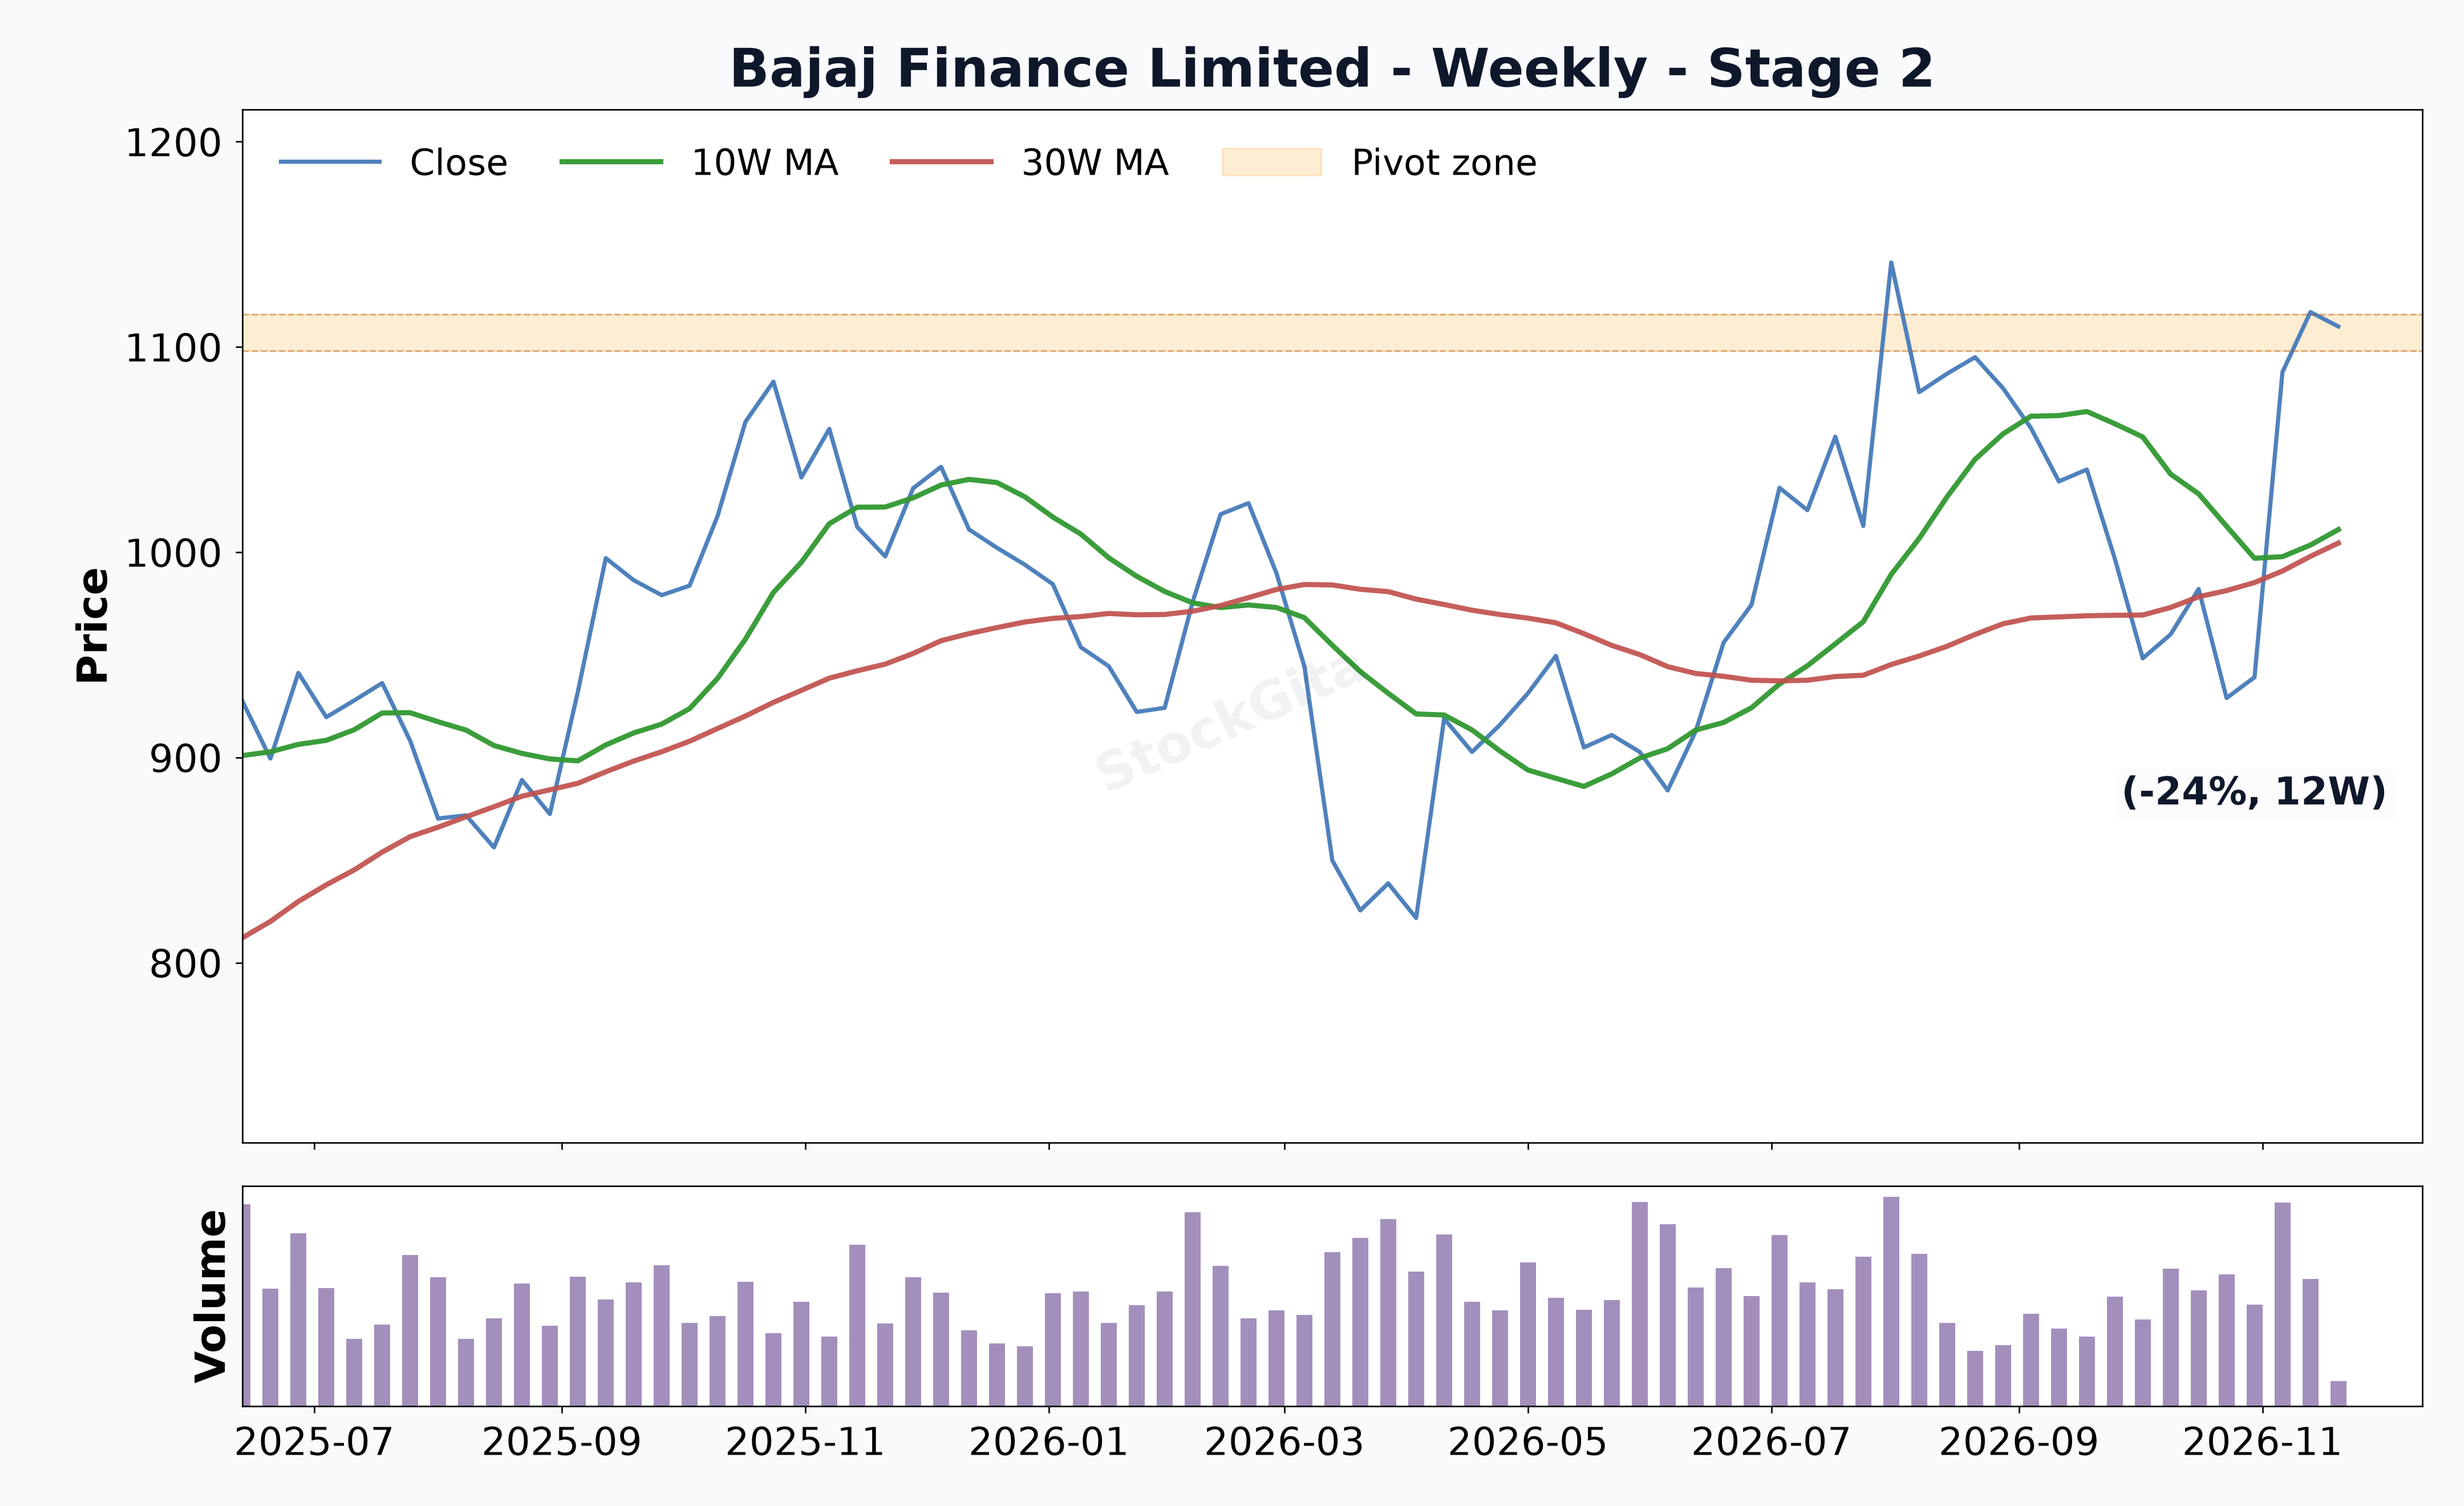 Bajaj Finance Limited - Weekly - Stage 2
Close
10W MA
30W MA
Pivot zone
1200
1100
1000
900
800
Price
StockGita
(-24%, 12W)
Volume
2025-07
2025-09
2025-11
2026-01
2026-03
2026-05
2026-07
2026-09
2026-11